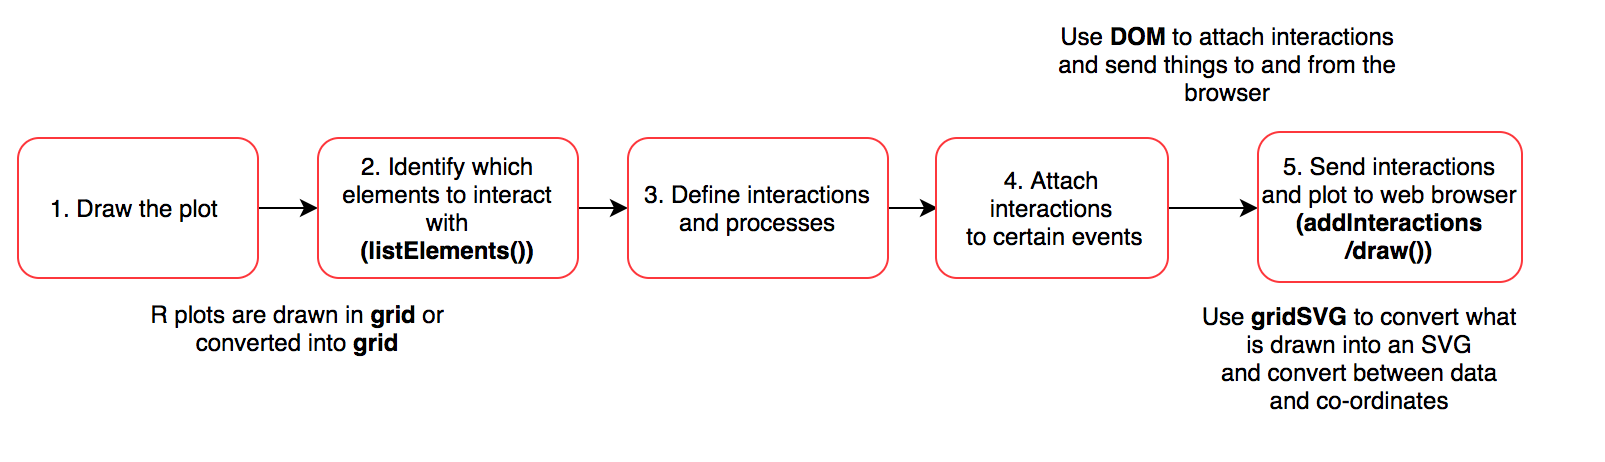 Use DOM to attach interactions
and send things to and from the
browser
1. Draw the plot
2. Identify which
elements to interact
with
(listElements())
3. Define interactions
and processes
4. Attach
interactions
to certain events
5. Send interactions
and plot to web browser
(addInteractions
/draw())
R plots are drawn in grid or
converted into grid
Use gridSVG to convert what
is drawn into an SVG
and convert between data
and co-ordinates